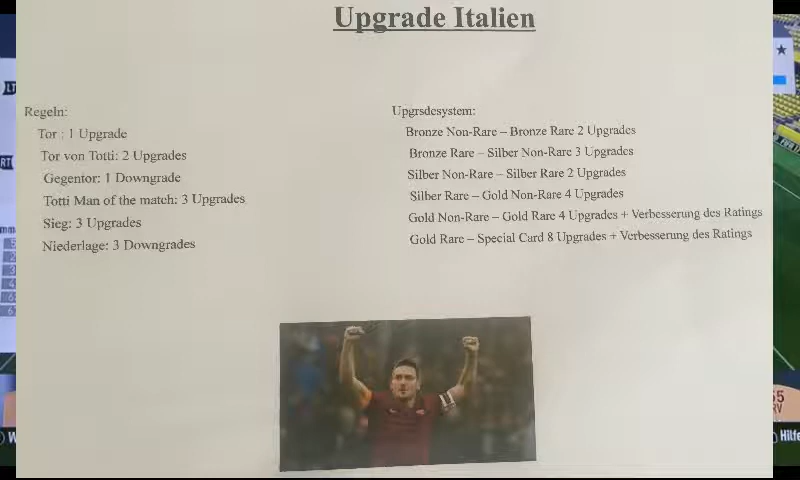 Upgrade Italien
Regeln:
Tor : 1 Upgrade
Tor von Totti: 2 Upgrades
Gegentor: 1 Downgrade
Totti Man of the match: 3 Upgrades
Sieg: 3 Upgrades
Niederlage: 3 Downgrades
Upgrsdesystem:
Bronze Non-Rare – Bronze Rare 2 Upgrades
Bronze Rare – Silber Non-Rare 3 Upgrades
Silber Non-Rare – Silber Rare 2 Upgrades
Silber Rare – Gold Non-Rare 4 Upgrades
Gold Non-Rare – Gold Rare 4 Upgrades + Verbesserung des Ratings
Gold Rare – Special Card 8 Upgrades + Verbesserung des Ratings
Hilfe